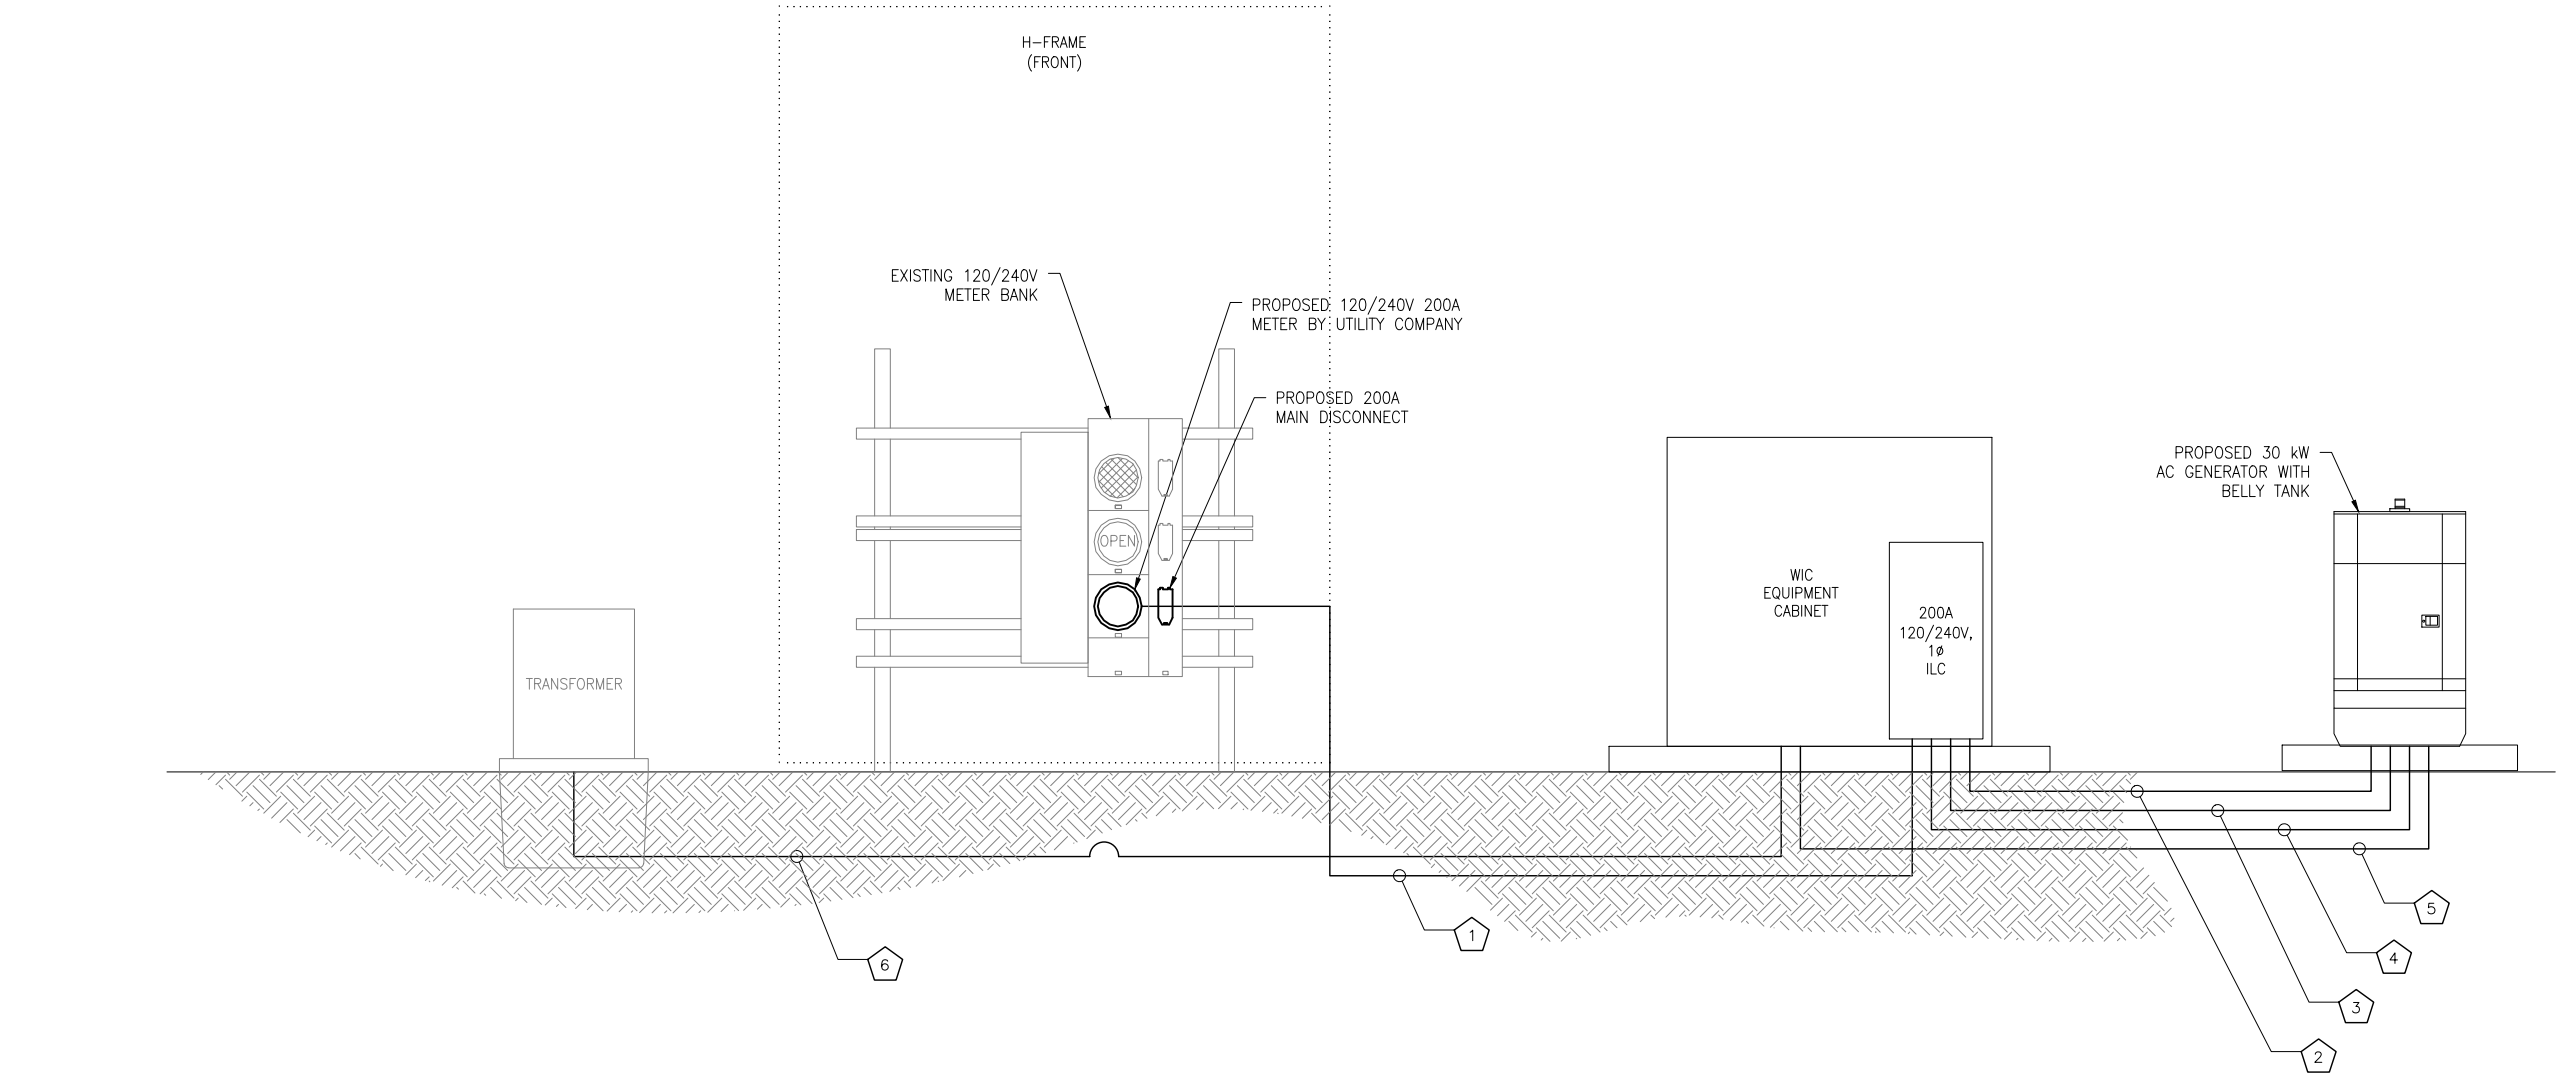 H-FRAME
(FRONT)
EXISTING 120/240V
METER BANK
PROPOSED 120/240V 200A
METER BY UTILITY COMPANY
PROPOSED 200A
MAIN DISCONNECT
OPEN
TRANSFORMER
WIC
EQUIPMENT
CABINET
200A
120/240V,
1ø
ILC
PROPOSED 30 kW
AC GENERATOR WITH
BELLY TANK
6
1
5
4
3
2